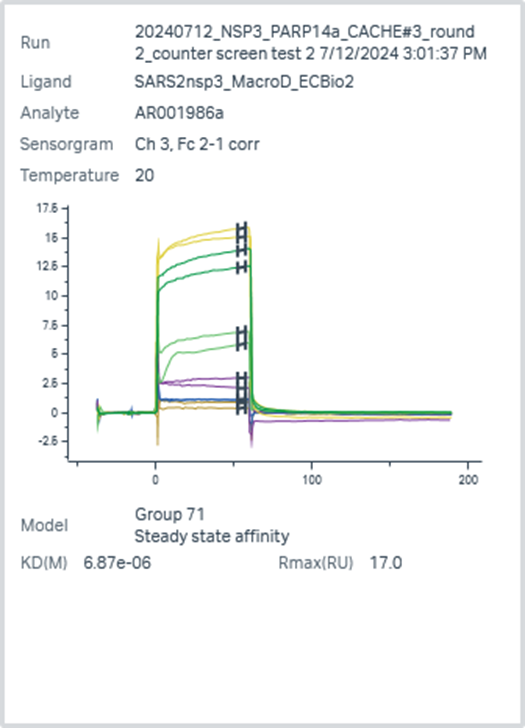 Run
20240712_NSP3_PARP14a_CACHE#3_round
2_counter screen test 2 7/12/2024 3:01:37 PM
Ligand SARS2nsp3_MacroD_ECBio2
Analyte AR001986a
Sensorgram Ch 3, Fc 2-1 corr
Temperature 20
17.5
15
12.5
10
7.5
5
2.5
0
-2.5
0 100 200
Model
Group 71
Steady state affinity
KD(M) 6.87e-06 Rmax(RU) 17.0